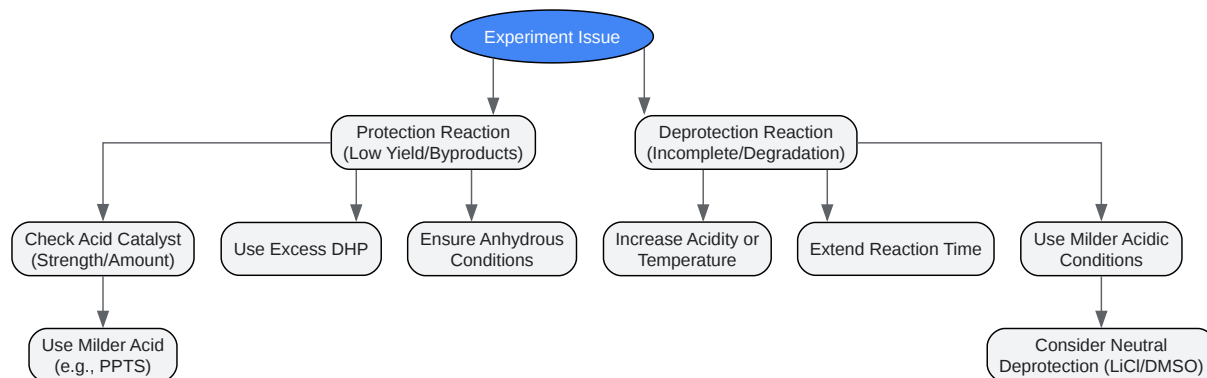 Experiment Issue
Protection Reaction
(Low Yield/Byproducts)
Deprotection Reaction
(Incomplete/Degradation)
Check Acid Catalyst
(Strength/Amount)
Use Excess DHP
Ensure Anhydrous
Conditions
Increase Acidity or
Temperature
Extend Reaction Time
Use Milder Acidic
Conditions
Use Milder Acid
(e.g., PPTS)
Consider Neutral
Deprotection (LiCl/DMSO)